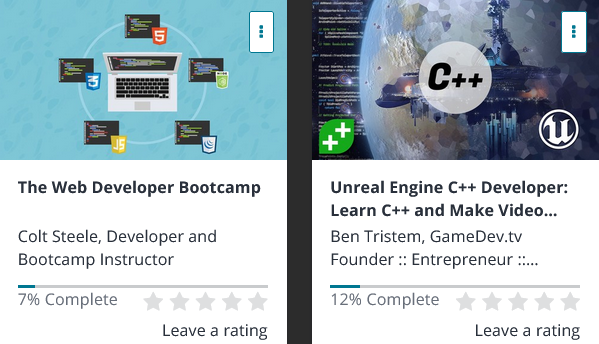 The Web Developer Bootcamp
Colt Steele, Developer and
Bootcamp Instructor
7% Complete
Leave a rating
C++
Unreal Engine C++ Developer:
Learn C++ and Make Video...
Ben Tristem, GameDev.tv
Founder :: Entrepreneur ::...
12% Complete
Leave a rating